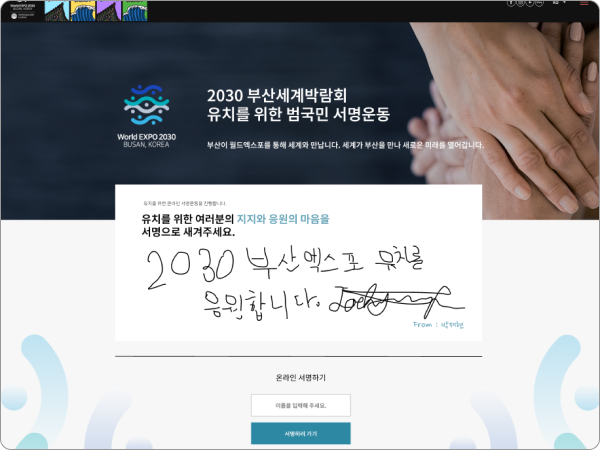 World EXPO 2030
2030 부산세계박람회
유치를 위한 범국민 서명운동
World EXPO 2030
BUSAN, KOREA
부산이 월드엑스포를 통해 세계와 만납니다. 세계가 부산을 만나 새로운 미래를 열어갑니다.
유치를 위한 온라인 서명운동을 진행합니다.
유치를 위한 여러분의 지지와 응원의 마음을
서명으로 새겨주세요.
2030 부산엑스포 유치를
응원합니다.
From :
온라인 서명하기
이름을 입력해 주세요.
서명하러 가기